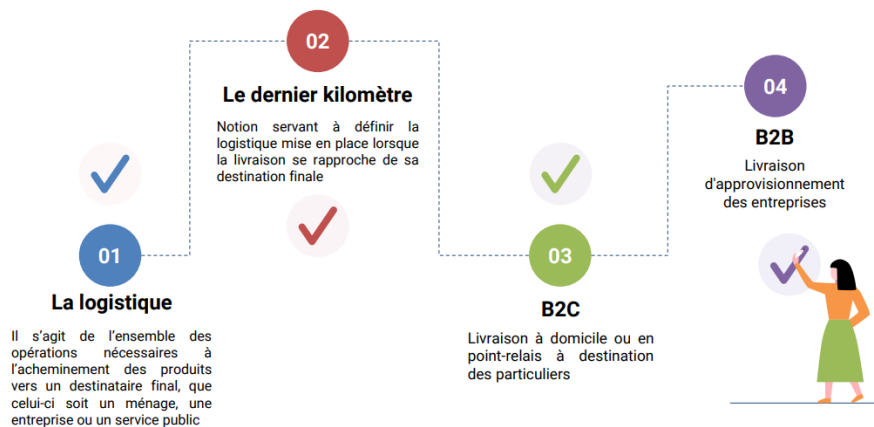 01
La logistique
Il s’agit de l’ensemble des
opérations nécessaires à
l’acheminement des produits
vers un destinataire final, que
celui-ci soit un ménage, une
entreprise ou un service public
02
Le dernier kilomètre
Notion servant à définir la
logistique mise en place lorsque
la livraison se rapproche de sa
destination finale
03
B2C
Livraison à domicile ou en
point-relais à destination
des particuliers
04
B2B
Livraison
d'approvisionnement
des entreprises